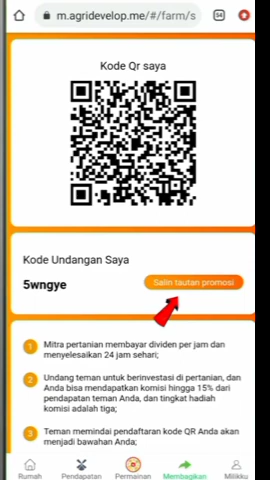 m.agridevelop.me/#/farm/s
54
Kode Qr saya
Kode Undangan Saya
5wngye
Salin tautan promosi
1 Mitra pertanian membayar dividen per jam dan
menyelesaikan 24 jam sehari;
2 Undang teman untuk berinvestasi di pertanian, dan
Anda bisa mendapatkan komisi hingga 15% dari
pendapatan teman Anda, dan tingkat hadiah
komisi adalah tiga;
3 Teman memindai pendaftaran kode QR Anda akan
menjadi bawahan Anda;
Rumah Pendapatan Permainan Membagikan Milikku